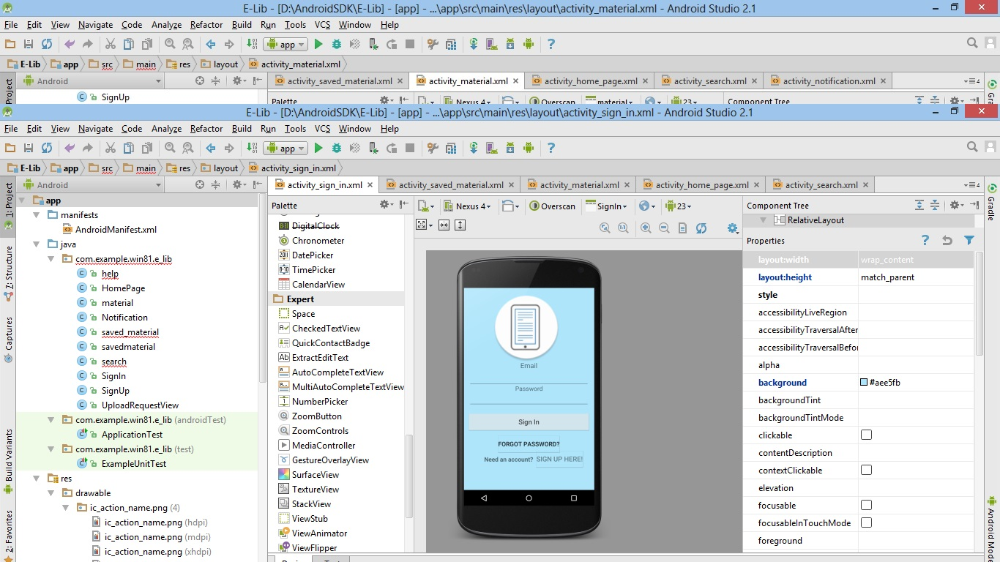 E-Lib - [D:\AndroidSDK\E-Lib] - [app] - ...\app\src\main\res\layout\activity_material.xml - Android Studio 2.1
File Edit View Navigate Code Analyze Refactor Build Run Tools VCS Window Help
app
E-Lib app src main res layout activity_material.xml
Project Android activity_saved_material.xml activity_material.xml activity_home_page.xml activity_search.xml activity_notification.xml
SignUp Palette Nexus 4 Overscan material 23 Component Tree
E-Lib - [D:\AndroidSDK\E-Lib] - [app] - ...\app\src\main\res\layout\activity_sign_in.xml - Android Studio 2.1
File Edit View Navigate Code Analyze Refactor Build Run Tools VCS Window Help
app
E-Lib app src main res layout activity_sign_in.xml
Android activity_sign_in.xml activity_saved_material.xml activity_material.xml activity_home_page.xml activity_search.xml
1: Project
7: Structure
Captures
Build Variants
2: Favorites
app
manifests
AndroidManifest.xml
java
com.example.win81.e_lib
help
HomePage
material
Notification
saved_material
savedmaterial
search
SignIn
SignUp
UploadRequestView
com.example.win81.e_lib (androidTest)
ApplicationTest
com.example.win81.e_lib (test)
ExampleUnitTest
res
drawable
ic_action_name.png (4)
ic_action_name.png (hdpi)
ic_action_name.png (mdpi)
ic_action_name.png (xhdpi)
Palette
DigitalClock
Chronometer
DatePicker
TimePicker
CalendarView
Expert
Space
CheckedTextView
QuickContactBadge
ExtractEditText
AutoCompleteTextView
MultiAutoCompleteTextView
NumberPicker
ZoomButton
ZoomControls
MediaController
GestureOverlayView
SurfaceView
TextureView
StackView
ViewStub
ViewAnimator
ViewFlipper
Nexus 4 Overscan SignIn 23
Email
Password
Sign In
FORGOT PASSWORD?
Need an account? SIGN UP HERE!
Component Tree
RelativeLayout
Properties
layout:width wrap_content
layout:height match_parent
style
accessibilityLiveRegion
accessibilityTraversalAfter
accessibilityTraversalBefo
alpha
background #aee5fb
backgroundTint
backgroundTintMode
clickable
contentDescription
contextClickable
elevation
focusable
focusableInTouchMode
foreground
Gradle
Android Mode